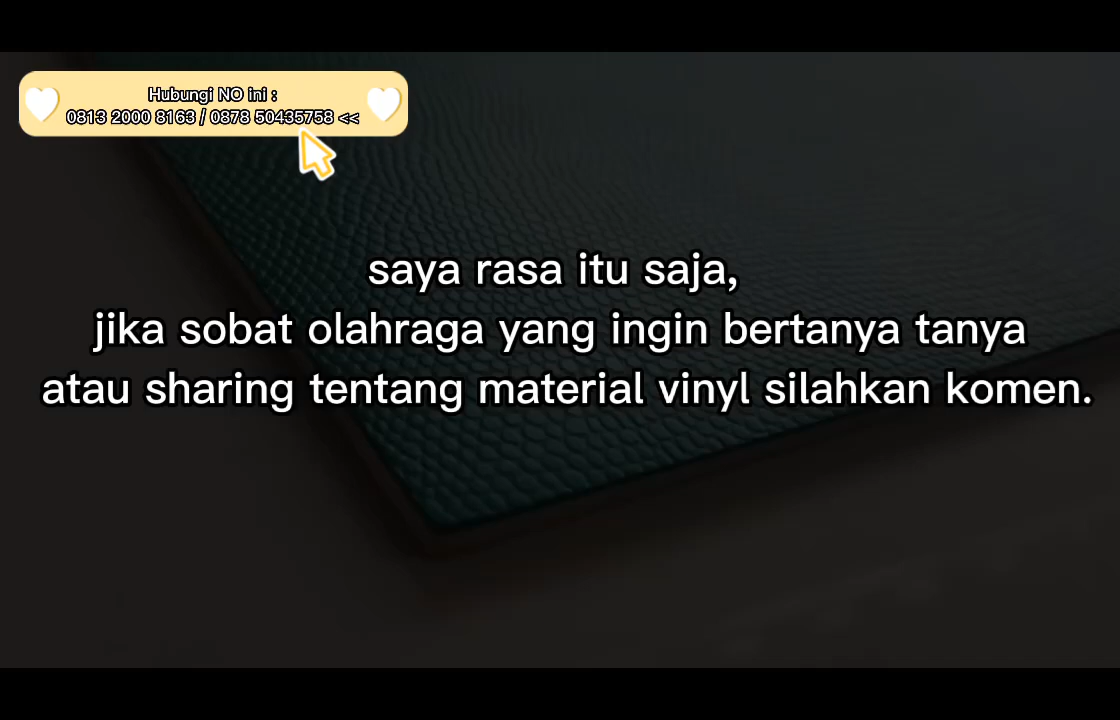 Hubungi NO ini :
0813 2000 8163 / 0878 50435758 <<
saya rasa itu saja,
jika sobat olahraga yang ingin bertanya tanya
atau sharing tentang material vinyl silahkan komen.